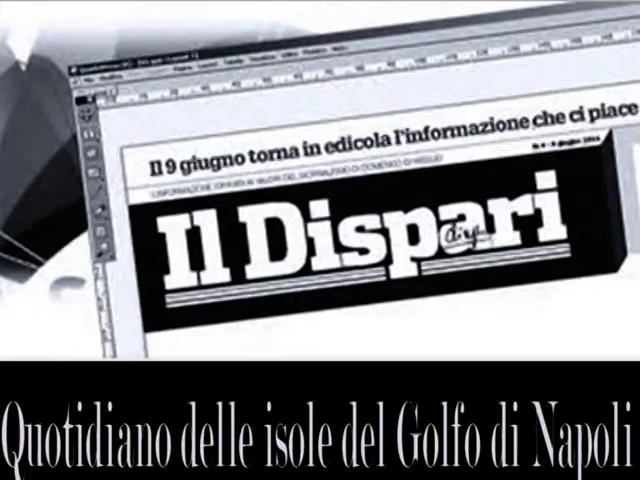 Il 9 giugno torna in edicola l'informazione che ci piace
Il Dispari
Quotidiano delle isole del Golfo di Napoli